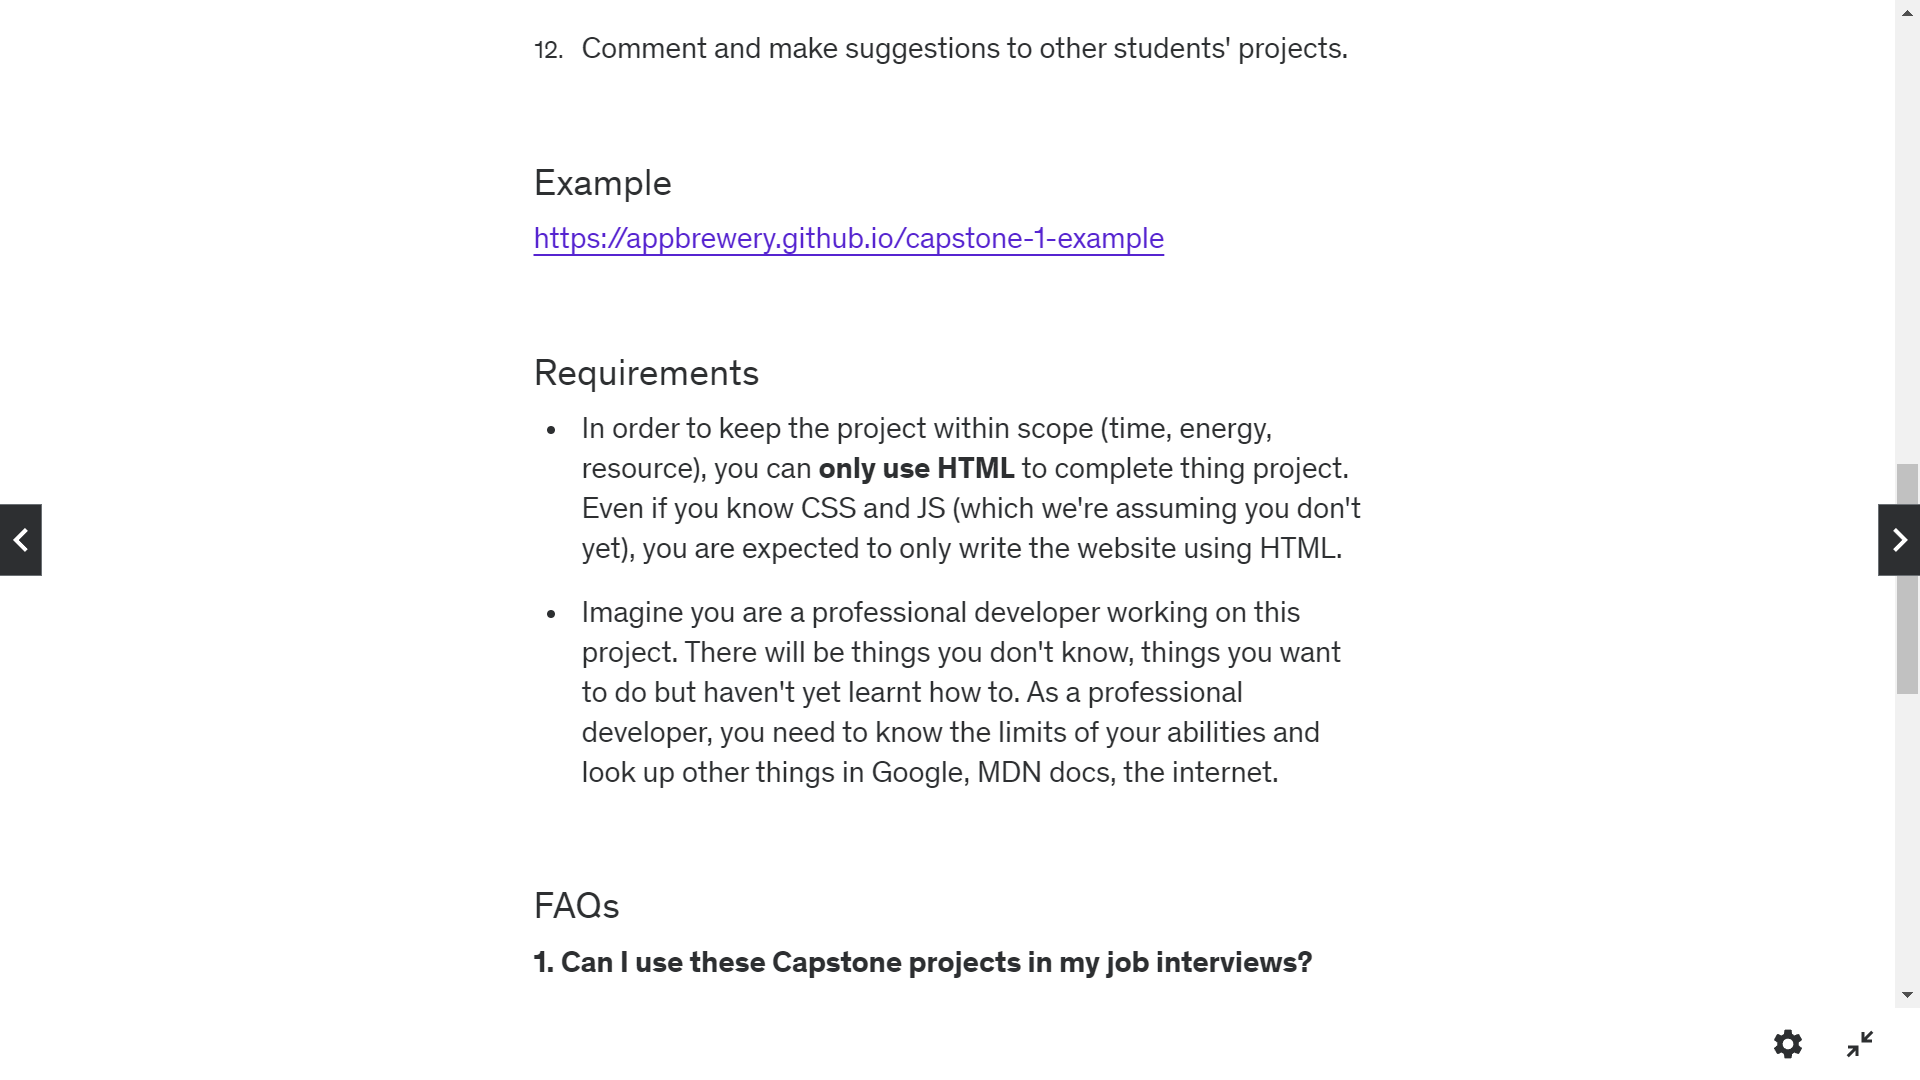 12. Comment and make suggestions to other students' projects.
Example
https://appbrewery.github.io/capstone-1-example
Requirements
• In order to keep the project within scope (time, energy,
resource), you can only use HTML to complete thing project.
Even if you know CSS and JS (which we're assuming you don't
yet), you are expected to only write the website using HTML.
• Imagine you are a professional developer working on this
project. There will be things you don't know, things you want
to do but haven't yet learnt how to. As a professional
developer, you need to know the limits of your abilities and
look up other things in Google, MDN docs, the internet.
FAQs
1. Can I use these Capstone projects in my job interviews?